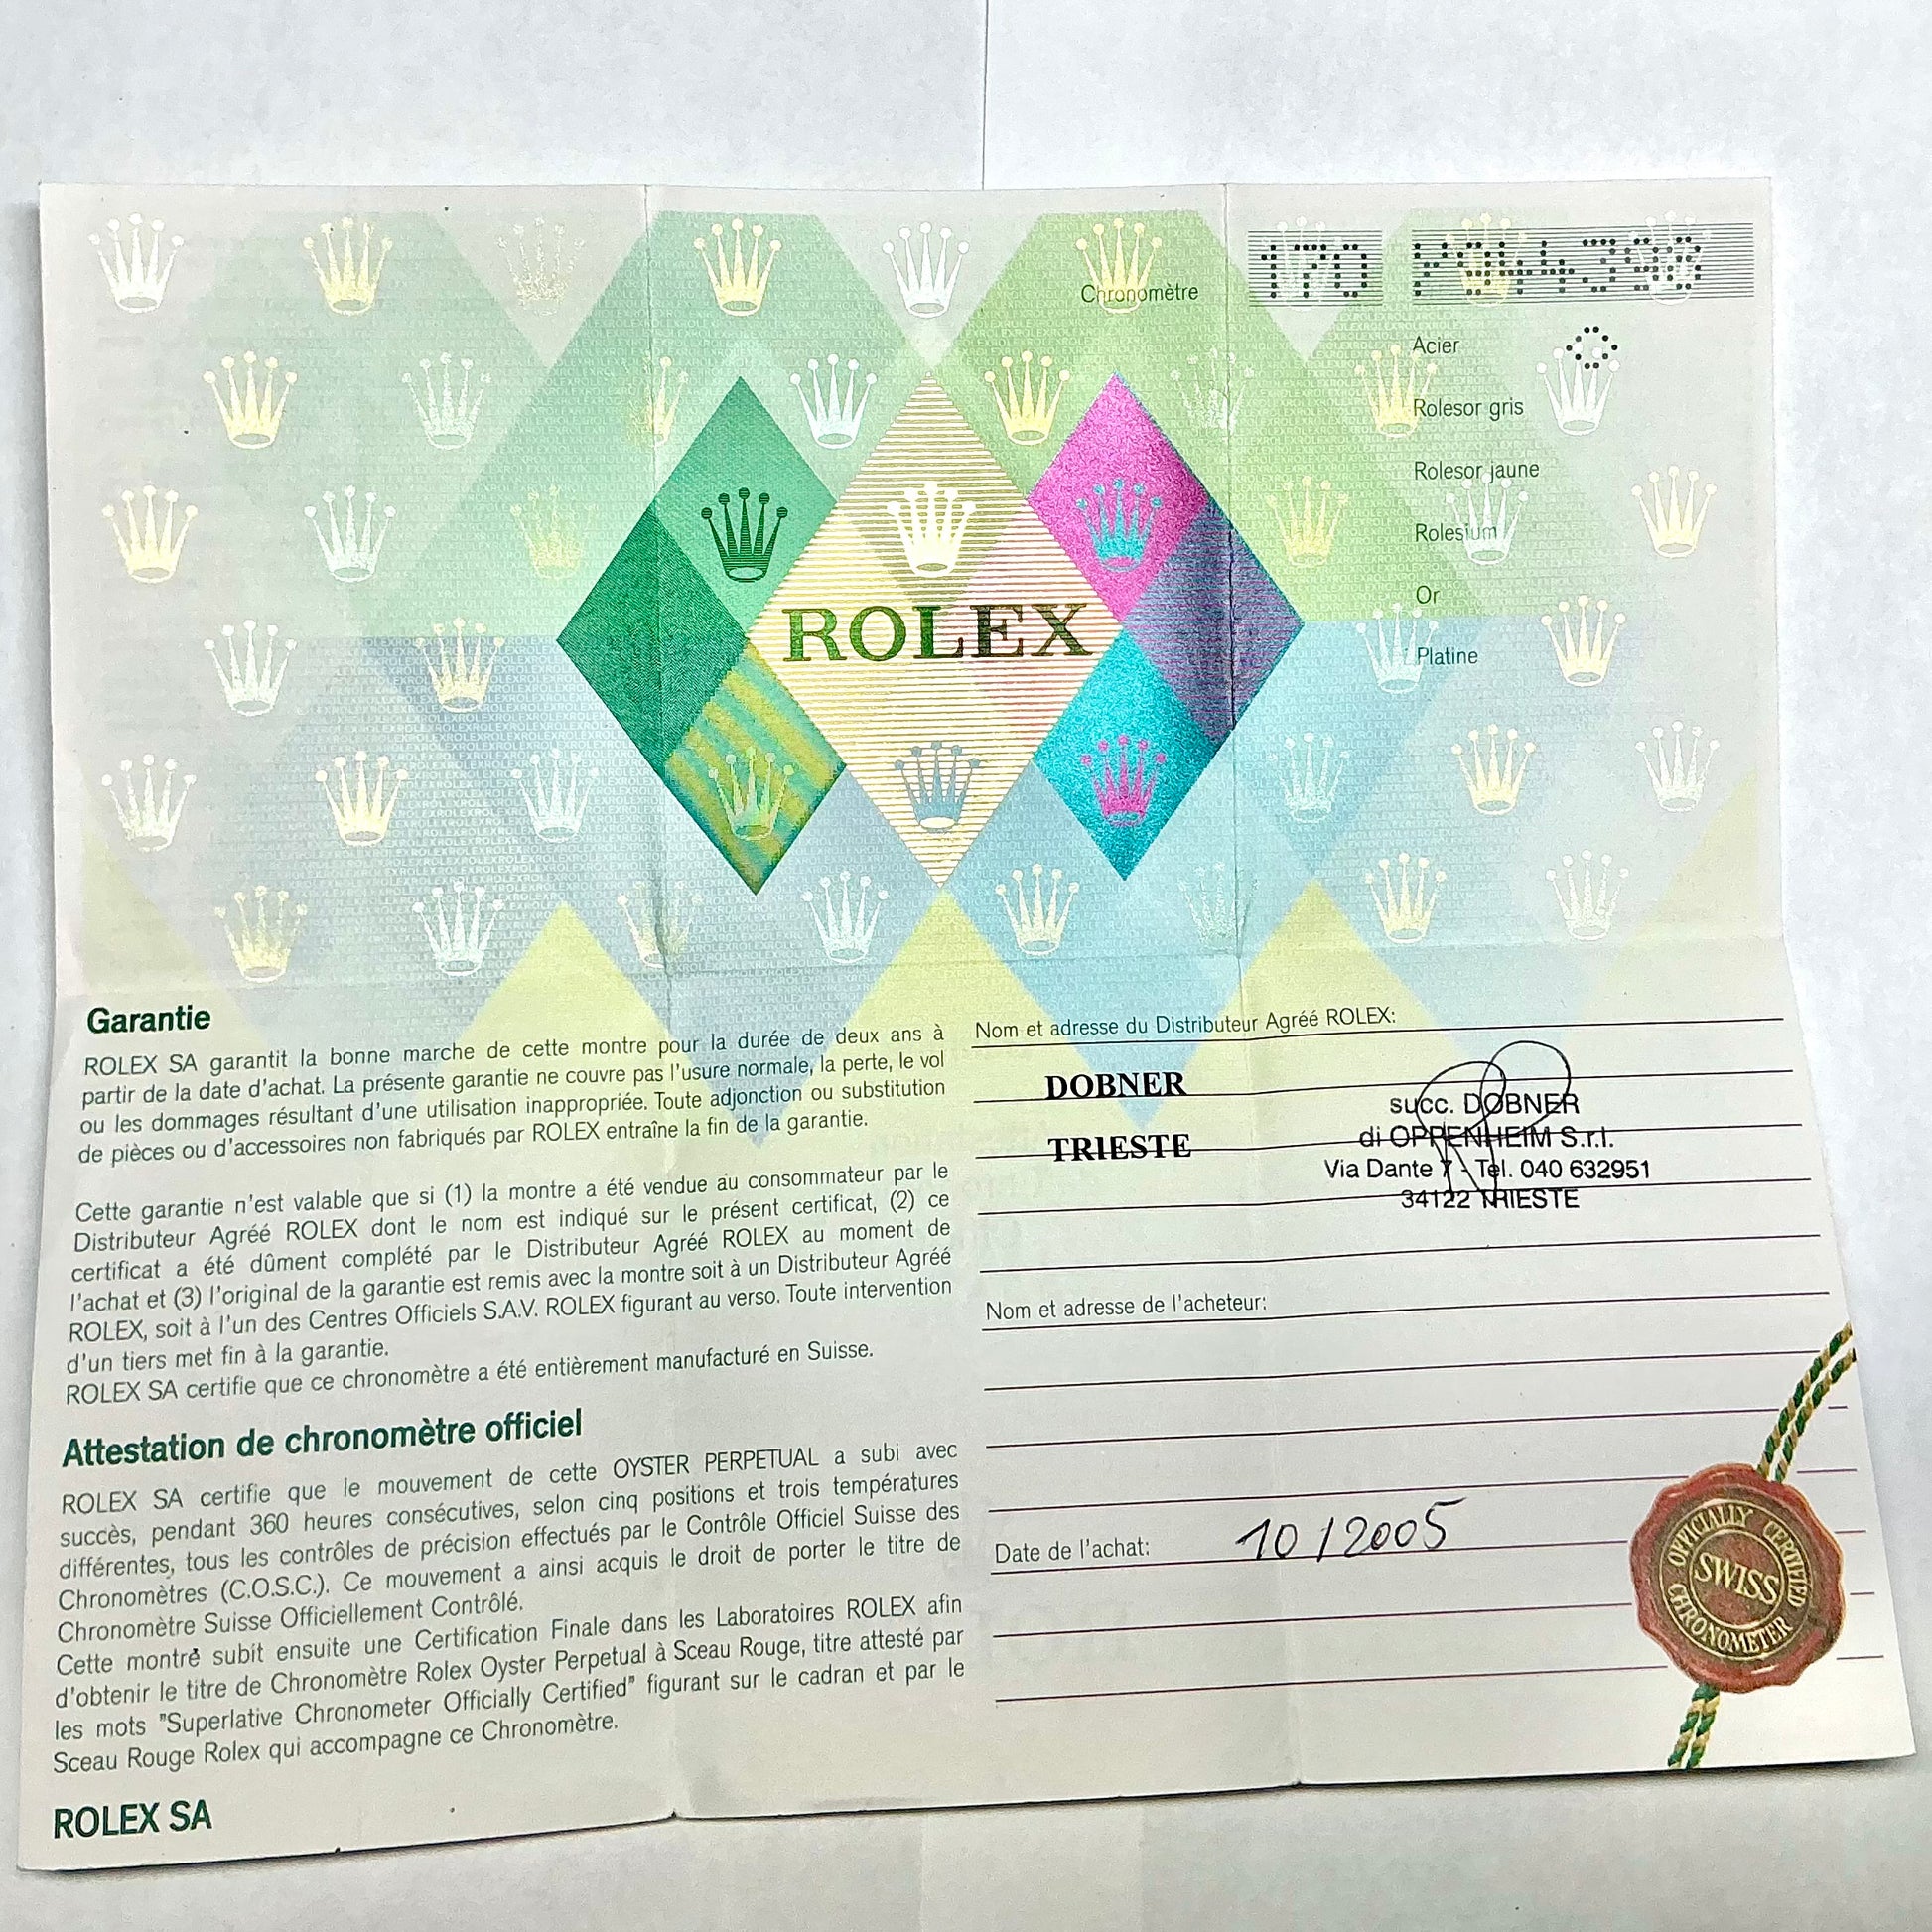 Chronomètre
170
Acier
Rolesor gris
Rolesor jaune
Rolesium
Or
Platine
ROLEX
Garantie
ROLEX SA garantit la bonne marche de cette montre pour la durée de deux ans à
partir de la date d'achat. La présente garantie ne couvre pas l'usure normale, la perte, le vol
ou les dommages résultant d'une utilisation inappropriée. Toute adjonction ou substitution
de pièces ou d'accessoires non fabriqués par ROLEX entraîne la fin de la garantie.
Cette garantie n'est valable que si (1) la montre a été vendue au consommateur par le
Distributeur Agréé ROLEX dont le nom est indiqué sur le présent certificat, (2) ce
certificat a été dûment complété par le Distributeur Agréé ROLEX au moment de
l'achat et (3) l'original de la garantie est remis avec la montre soit à un Distributeur Agréé
ROLEX, soit à l'un des Centres Officiels S.A.V. ROLEX figurant au verso. Toute intervention
d'un tiers met fin à la garantie.
ROLEX SA certifie que ce chronomètre a été entièrement manufacturé en Suisse.
Attestation de chronomètre officiel
ROLEX SA certifie que le mouvement de cette OYSTER PERPETUAL a subi avec
succès, pendant 360 heures consécutives, selon cinq positions et trois températures
différentes, tous les contrôles de précision effectués par le Contrôle Officiel Suisse des
Chronomètres (C.O.S.C.). Ce mouvement a ainsi acquis le droit de porter le titre de
Chronomètre Suisse Officiellement Contrôlé.
Cette montre subit ensuite une Certification Finale dans les Laboratoires ROLEX afin
d'obtenir le titre de Chronomètre Rolex Oyster Perpetual à Sceau Rouge, titre attesté par
les mots "Superlative Chronometer Officially Certified" figurant sur le cadran et par le
Sceau Rouge Rolex qui accompagne ce Chronomètre.
ROLEX SA
Nom et adresse du Distributeur Agréé ROLEX:
DOBNER
TRIESTE
succ. DOBNER
di OPPENHEIM S.r.l.
Via Dante 7 - Tel. 040 632951
34122 TRIESTE
Nom et adresse de l'acheteur:
Date de l'achat: 10/2005
OFFICIALLY CERTIFIED
SWISS
CHRONOMETER